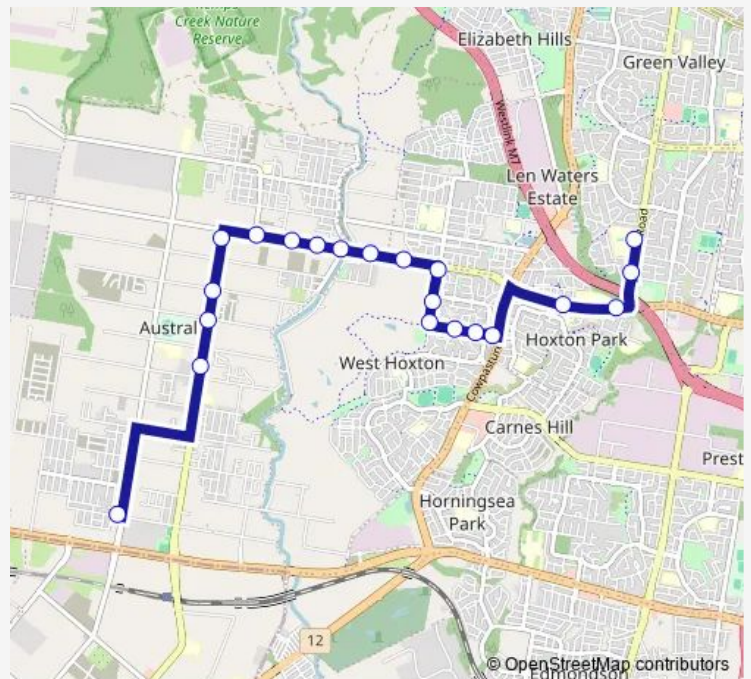 Creek Nature
Reserve
Elizabeth Hills
Green Valley
Westlink M7
Len Waters
Estate
Road
Austral
Hoxton Park
West Hoxton
Cowpasture
Carnes Hill
Prest
Horningsea
Park
12
© OpenStreetMap contributors
Edmondson